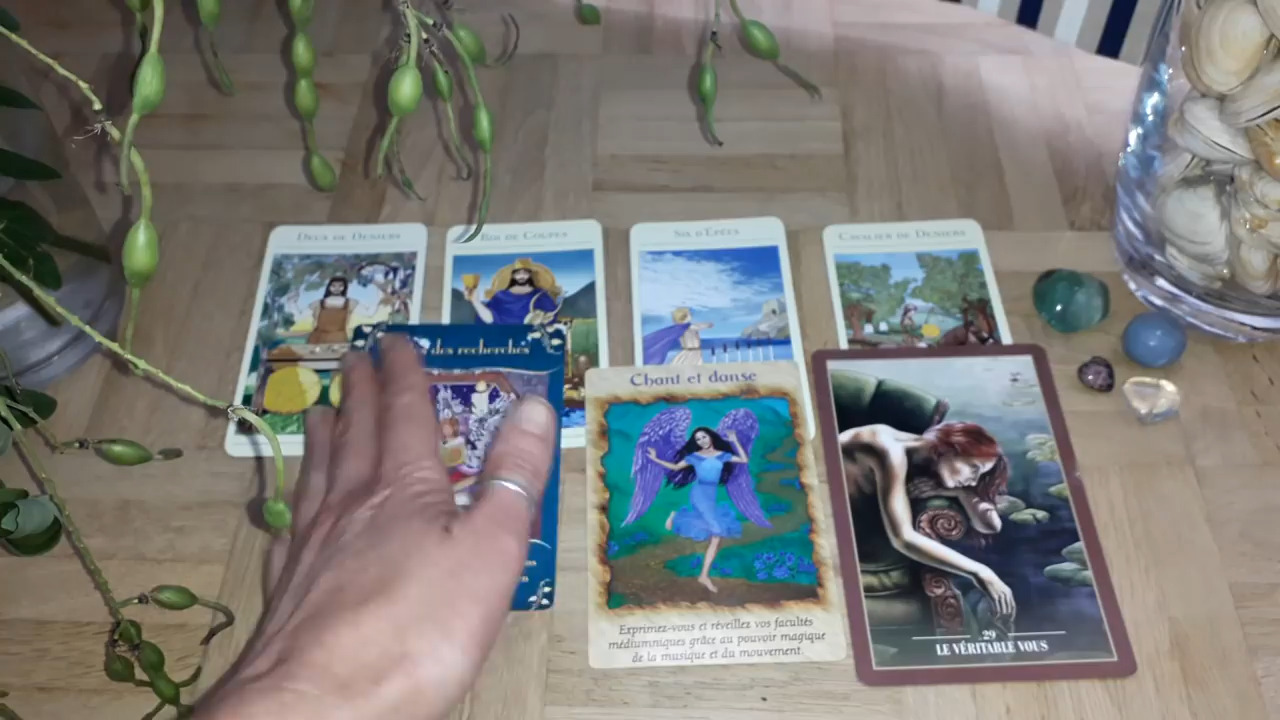 DEUX DE DENIERS
ROI DE COUPES
SIX D'ÉPÉES
CAVALIER DE DENIERS
des recherches
Chant et danse
Exprimez-vous et réveillez vos facultés
médiumniques grâce au pouvoir magique
de la musique et du mouvement.
29
LE VÉRITABLE VOUS